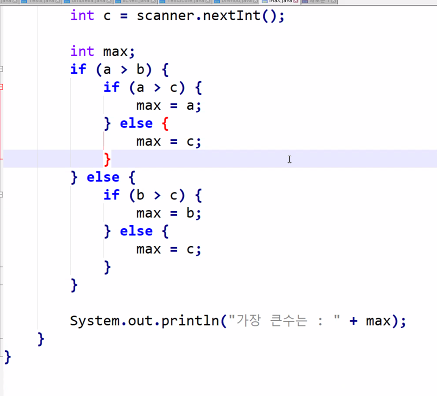 int c = scanner.nextInt();
int max;
if (a > b) {
if (a > c) {
max = a;
} else {
max = c;
}
} else {
if (b > c) {
max = b;
} else {
max = c;
}
}
System.out.println("가장 큰수는 : " + max);
}
}